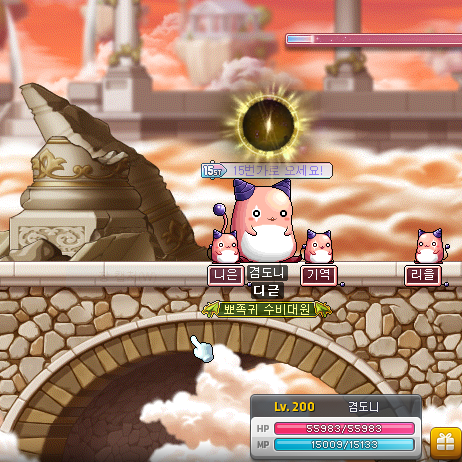 15ST 15번가로 오세요!
니은 겸도니 기역 리을
디귿
뽀족귀 수비대원
Lv.200 겸도니
HP 55983/55983
MP 15009/15133